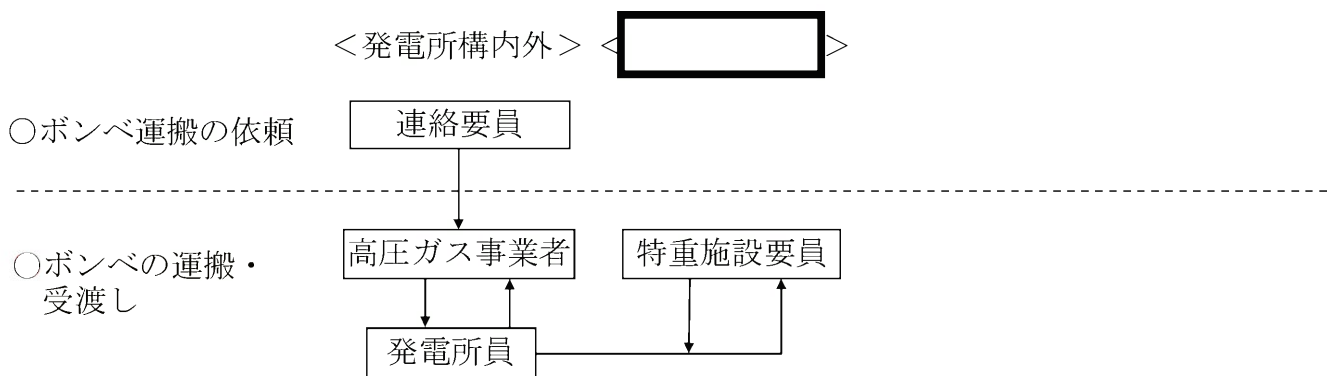 <発電所構内外> < >
○ボンベ運搬の依頼
連絡要員
○ボンベの運搬・
受渡し
高圧ガス事業者
特重施設要員
発電所員